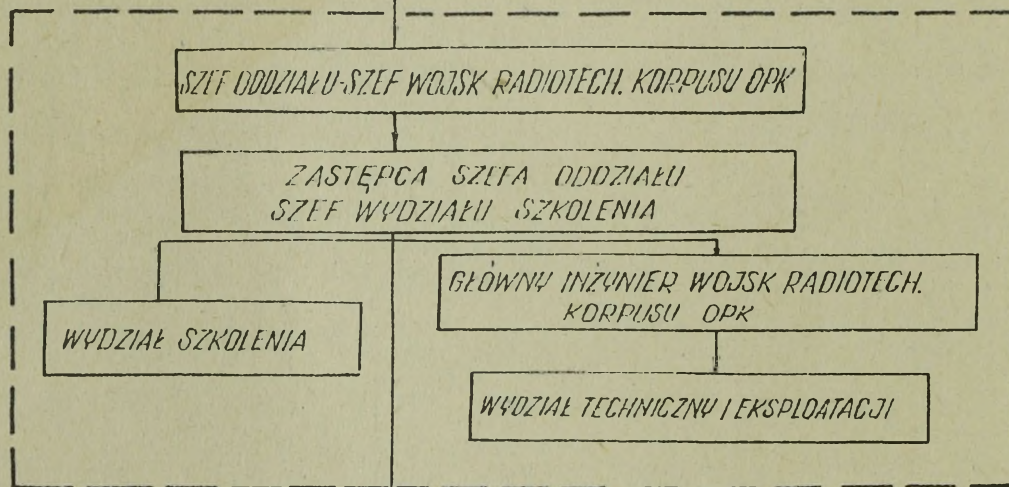 SZEF ODDZIAŁU-SZEF WOJSK RADIOTECH. KORPUSU OPK
ZASTĘPCA SZEFA ODDZIAŁU
SZEF WYDZIAŁU SZKOLENIA
GŁÓWNY INŻYNIER WOJSK RADIOTECH.
KORPUSU OPK
WYDZIAŁ SZKOLENIA
WYDZIAŁ TECHNICZNY I EKSPLOATACJI